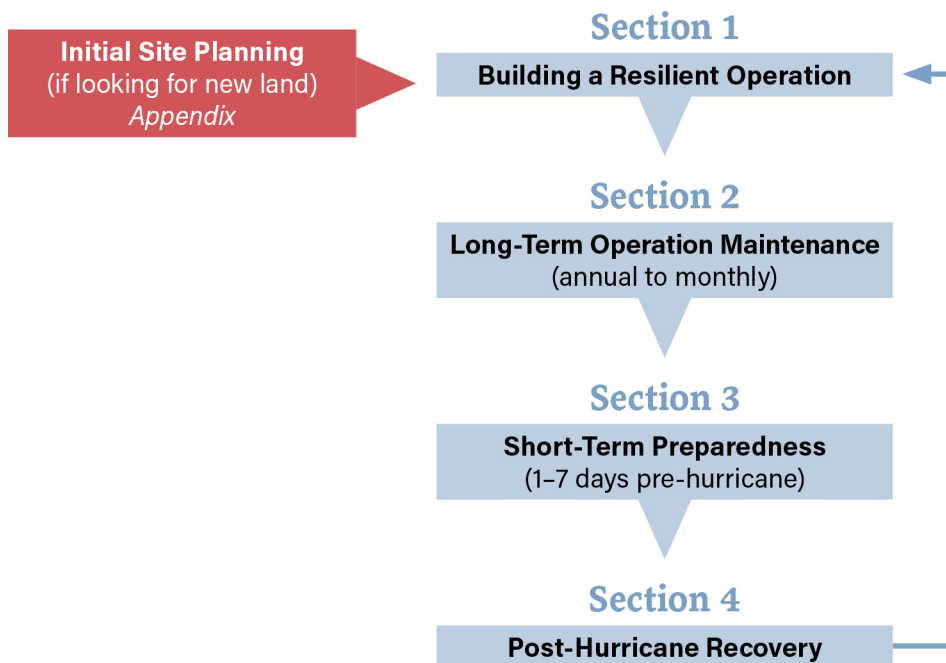 Initial Site Planning
(if looking for new land)
Appendix
Section 1
Building a Resilient Operation
Section 2
Long-Term Operation Maintenance
(annual to monthly)
Section 3
Short-Term Preparedness
(1–7 days pre-hurricane)
Section 4
Post-Hurricane Recovery